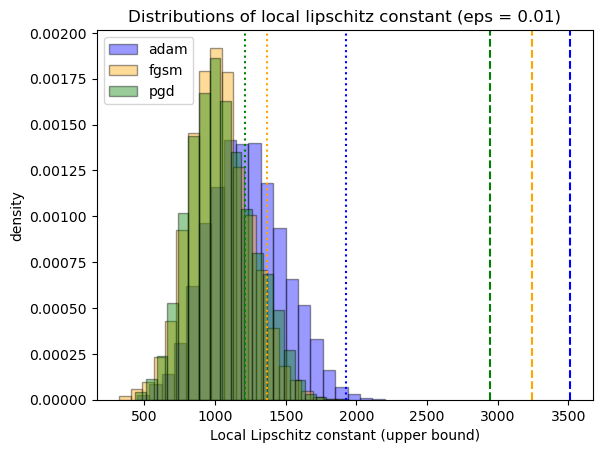 Distributions of local lipschitz constant (eps = 0.01)
adam
fgsm
pgd
density
0.00200
0.00175
0.00150
0.00125
0.00100
0.00075
0.00050
0.00025
0.00000
500 1000 1500 2000 2500 3000 3500
Local Lipschitz constant (upper bound)